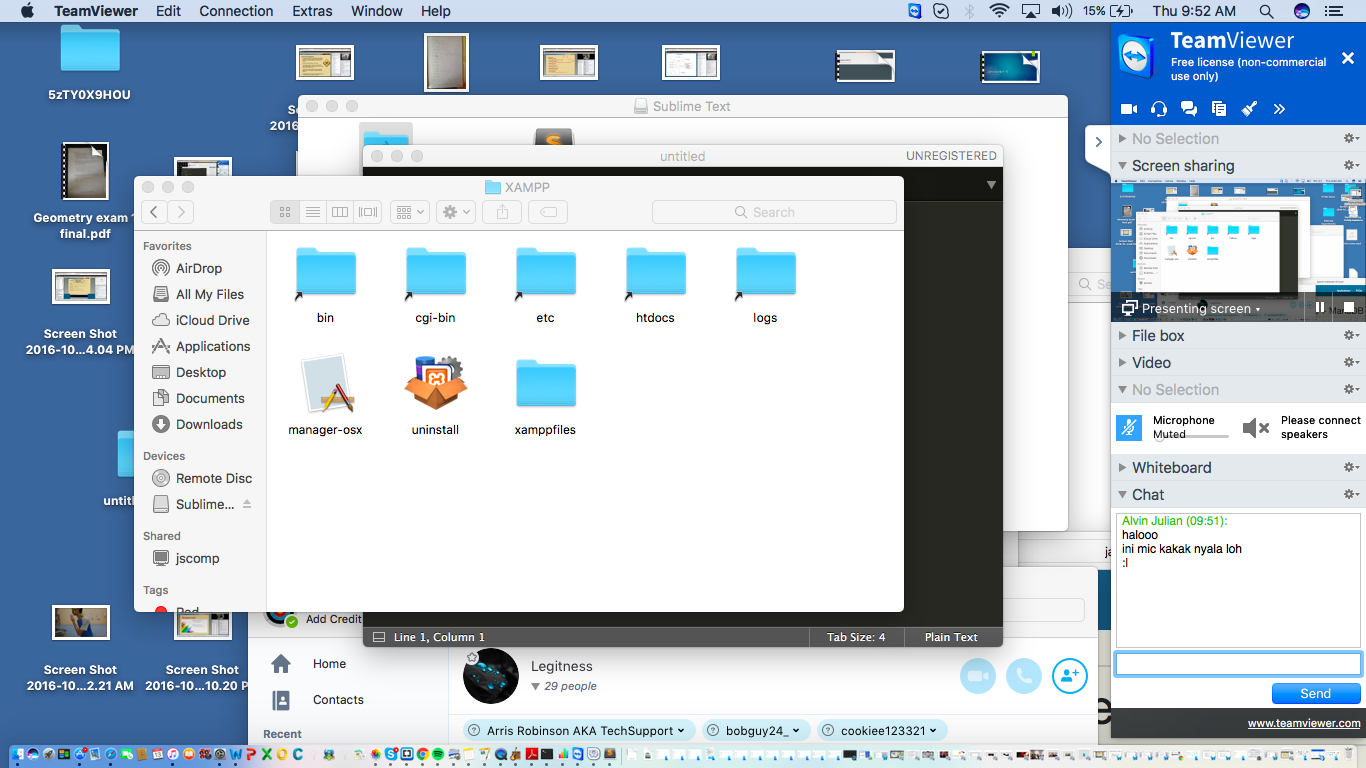 TeamViewer Edit Connection Extras Window Help 15% Thu 9:52 AM
5zTY0X9HOU
Geometry exam
final.pdf
Screen Shot
2016-10...4.04 PM
Screen Shot
2016-10...2.21 AM
Screen Shot
2016-10...10.20 P
Sublime Text
untitled
UNREGISTERED
XAMPP
Search
Favorites
AirDrop
All My Files
iCloud Drive
Applications
Desktop
Documents
Downloads
Devices
Remote Disc
Sublime...
Shared
jscomp
Tags
Red
bin
cgi-bin
etc
htdocs
logs
manager-osx
uninstall
xamppfiles
Line 1, Column 1
Tab Size: 4
Plain Text
Add Credit
Home
Contacts
Recent
Legitness
29 people
Arris Robinson AKA TechSupport
bobguy24_
cookiee123321
TeamViewer
Free license (non-commercial
use only)
No Selection
Screen sharing
Presenting screen
File box
Video
No Selection
Microphone
Muted
Please connect
speakers
Whiteboard
Chat
Alvin Julian (09:51):
halooo
ini mic kakak nyala loh
:l
Send
www.teamviewer.com